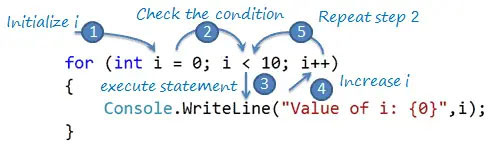 Initialize i
1
Check the condition
2
5
Repeat step 2
for (int i = 0; i < 10; i++)
{
execute statement
3
4
Increase i
Console.WriteLine("Value of i: {0}",i);
}